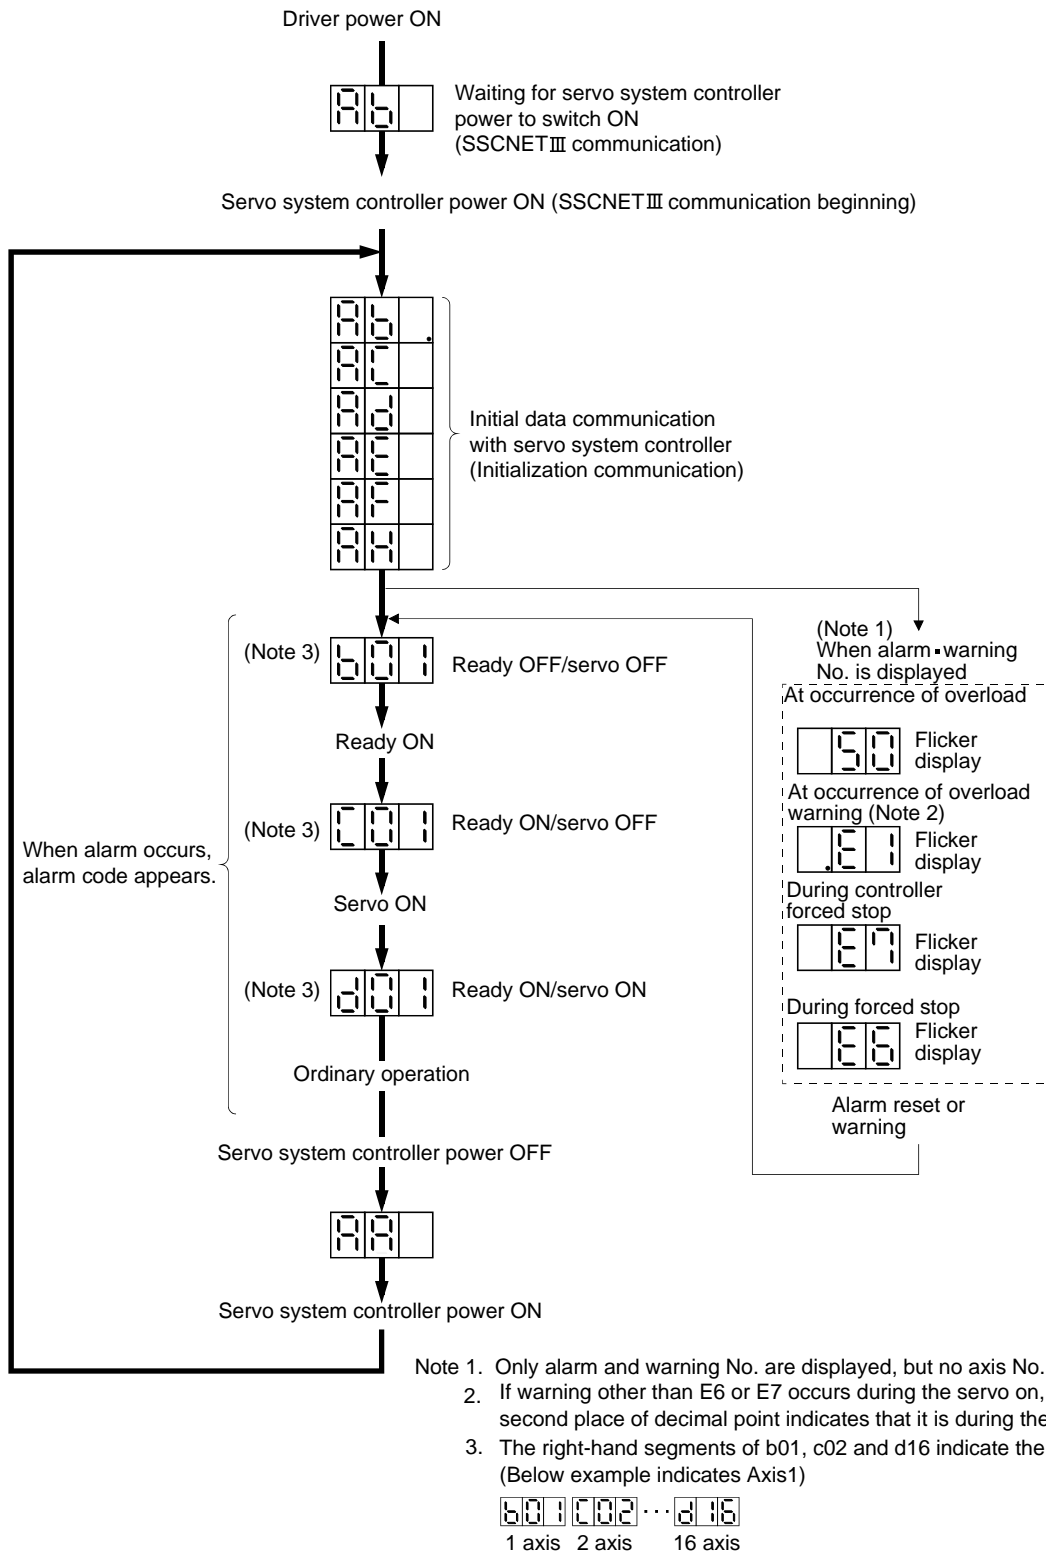 Driver power ON
Ab
Waiting for servo system controller
power to switch ON
(SSCNETⅢ communication)
Servo system controller power ON (SSCNETⅢ communication beginning)
Ab.
AC
Ad
AE
AF
AH
Initial data communication
with servo system controller
(Initialization communication)
(Note 3)
b01
Ready OFF/servo OFF
Ready ON
(Note 3)
C01
Ready ON/servo OFF
When alarm occurs,
alarm code appears.
Servo ON
(Note 3)
d01
Ready ON/servo ON
Ordinary operation
Servo system controller power OFF
AA
Servo system controller power ON
(Note 1)
When alarm▪warning
No. is displayed
At occurrence of overload
50
Flicker
display
At occurrence of overload
warning (Note 2)
.E1
Flicker
display
During controller
forced stop
E7
Flicker
display
During forced stop
E6
Flicker
display
Alarm reset or
warning
Note 1. Only alarm and warning No. are displayed, but no axis No.
2. If warning other than E6 or E7 occurs during the servo on,
second place of decimal point indicates that it is during the
3. The right-hand segments of b01, c02 and d16 indicate the
(Below example indicates Axis1)
b01 C02 ··· d16
1 axis 2 axis 16 axis